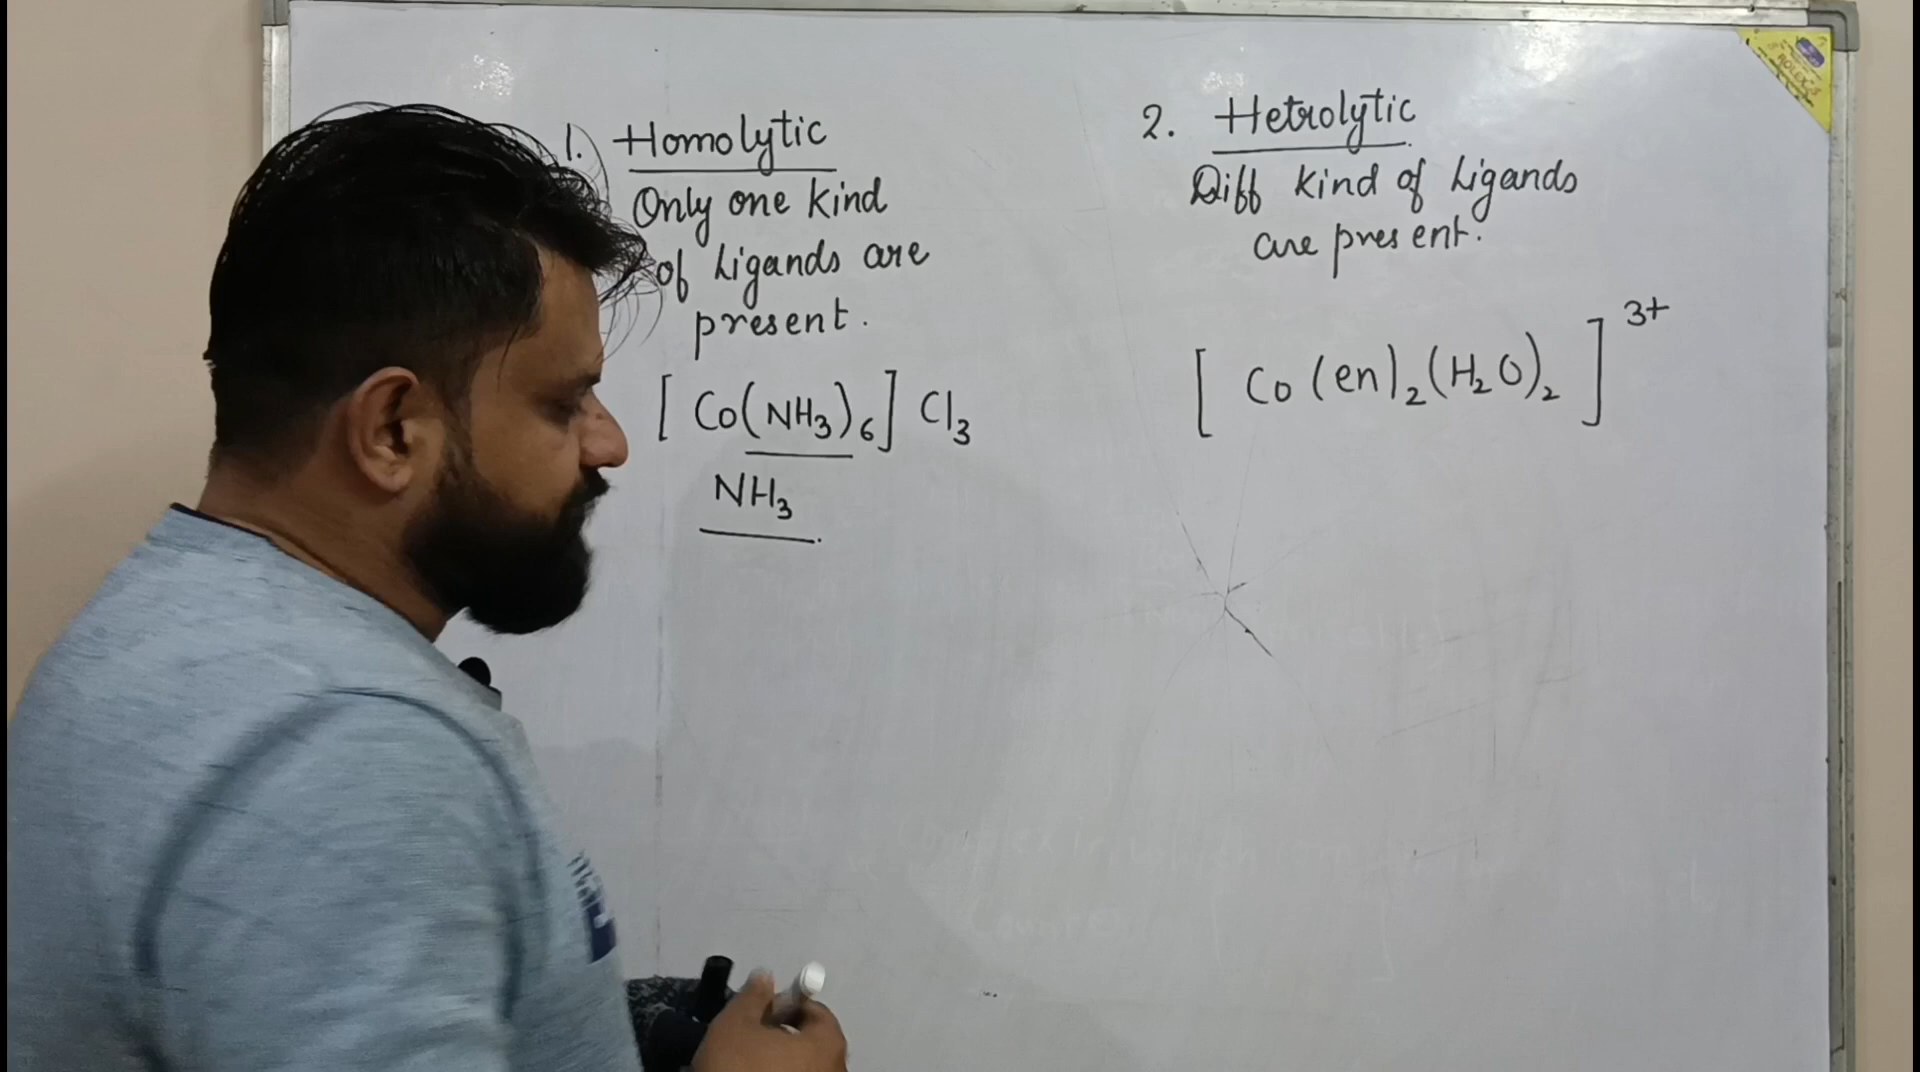 1.) Homolytic
Only one kind
of Ligands are
present.
[Co(NH₃)₆]Cl₃
NH₃
2. Hetrolytic
Diff kind of Ligands
are present.
[Co(en)₂(H₂O)₂]³⁺